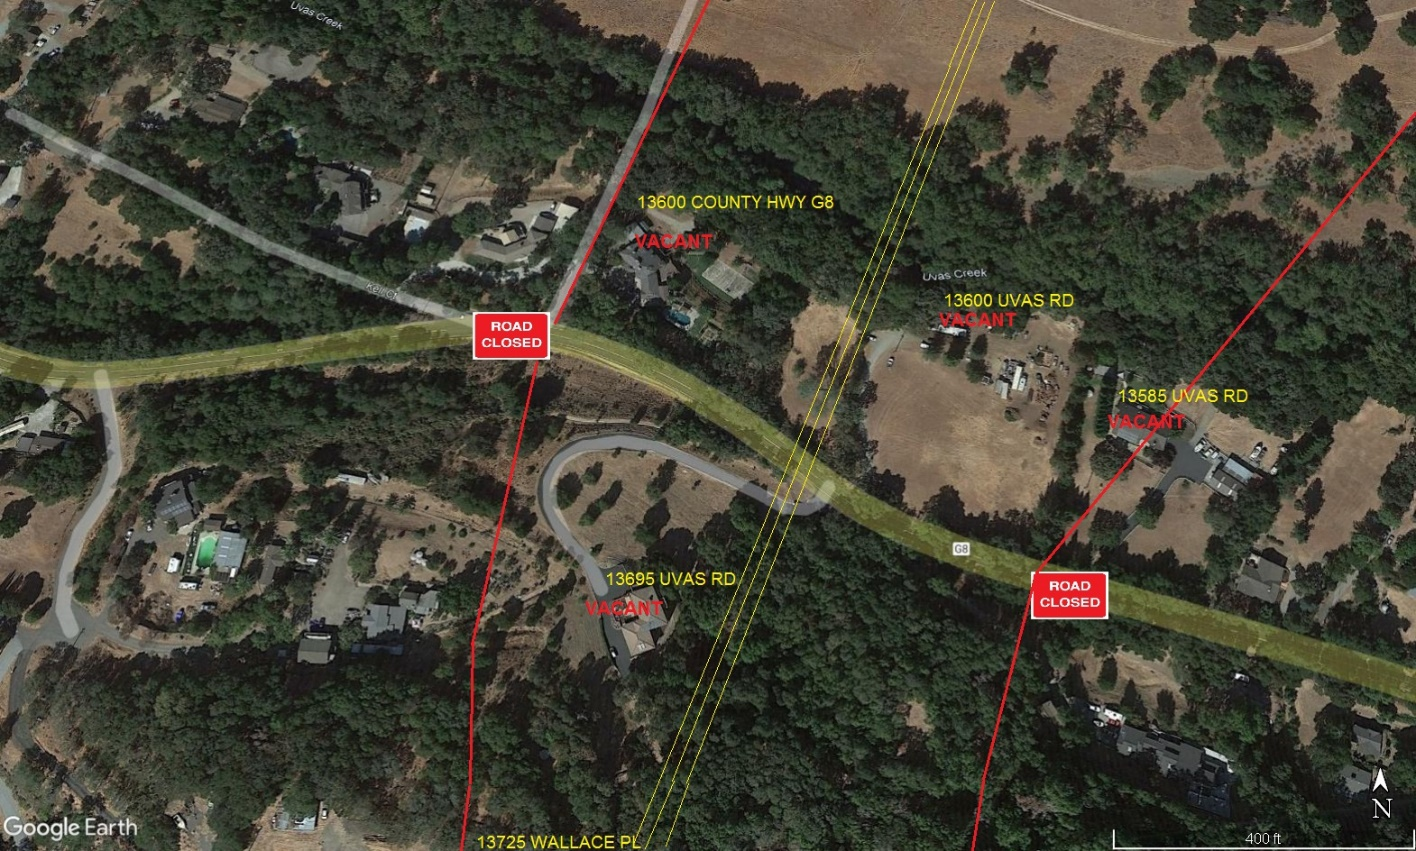 Uvas Creek
13600 COUNTY HWY G8
VACANT
Uvas Creek
13600 UVAS RD
VACANT
ROAD
CLOSED
13585 UVAS RD
VACANT
G8
13695 UVAS RD
VACANT
ROAD
CLOSED
13725 WALLACE PL
Google Earth
N
400 ft